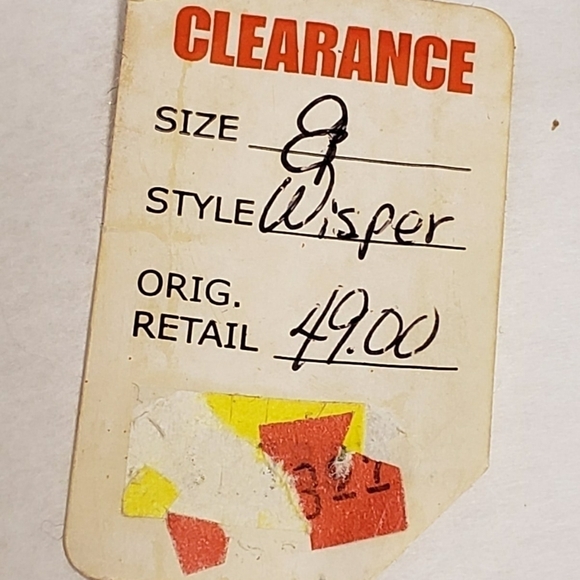 CLEARANCE
SIZE 8
STYLE Wisper
ORIG.
RETAIL 49.00